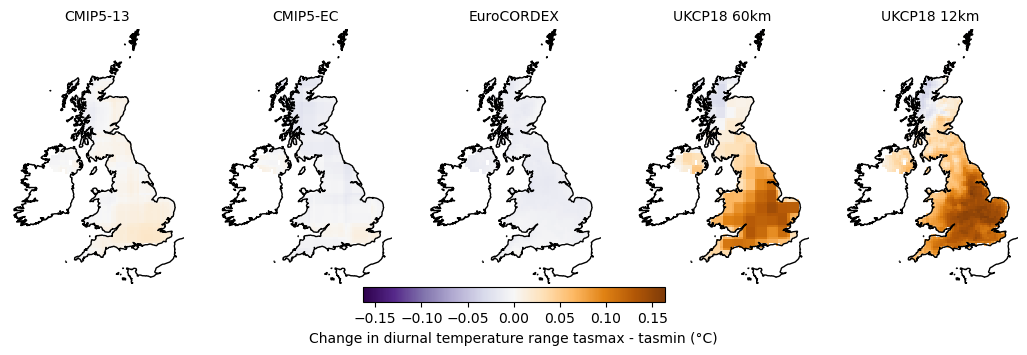 CMIP5-13 CMIP5-EC EuroCORDEX UKCP18 60km UKCP18 12km
−0.15 −0.10 −0.05 0.00 0.05 0.10 0.15
Change in diurnal temperature range tasmax - tasmin (°C)